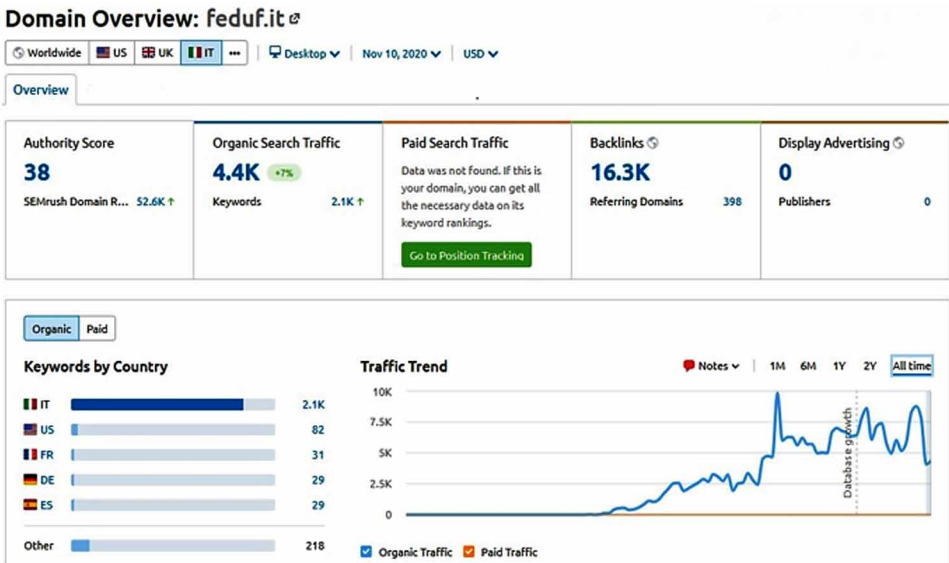 Domain Overview: feduf.it
Worldwide US UK IT ... Desktop Nov 10, 2020 USD
Overview
Authority Score
38
SEMrush Domain R... 52.6K ↑
Organic Search Traffic
4.4K +7%
Keywords 2.1K ↑
Paid Search Traffic
Data was not found. If this is
your domain, you can get all
the necessary data on its
keyword rankings.
Go to Position Tracking
Backlinks
16.3K
Referring Domains 398
Display Advertising
0
Publishers 0
Organic Paid
Keywords by Country
IT 2.1K
US 82
FR 31
DE 29
ES 29
Other 218
Traffic Trend
Notes 1M 6M 1Y 2Y All time
10K
7.5K
5K
2.5K
0
Database growth
Organic Traffic Paid Traffic